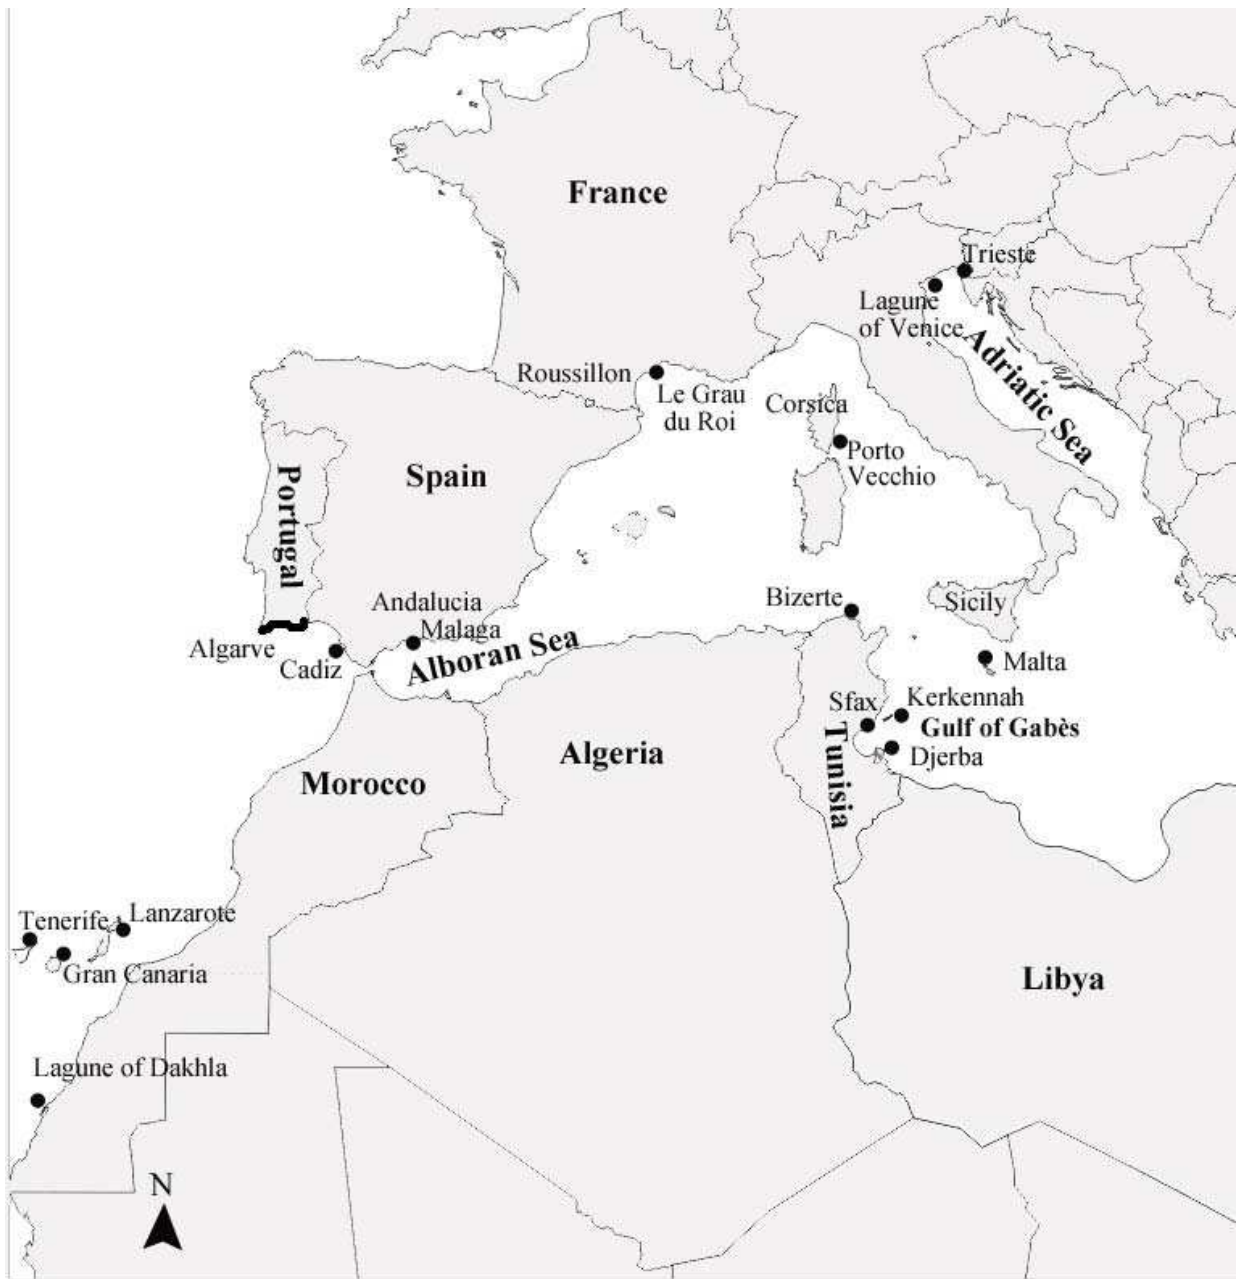 France
Trieste
Lagune
of Venice
Adriatic Sea
Roussillon
Le Grau
du Roi
Corsica
Porto
Vecchio
Portugal
Spain
Andalucia
Malaga
Algarve
Cadiz
Alboran Sea
Bizerte
Sicily
Malta
Sfax
Kerkennah
Gulf of Gabès
Djerba
Tunisia
Algeria
Morocco
Tenerife
Lanzarote
Gran Canaria
Libya
Lagune of Dakhla
N